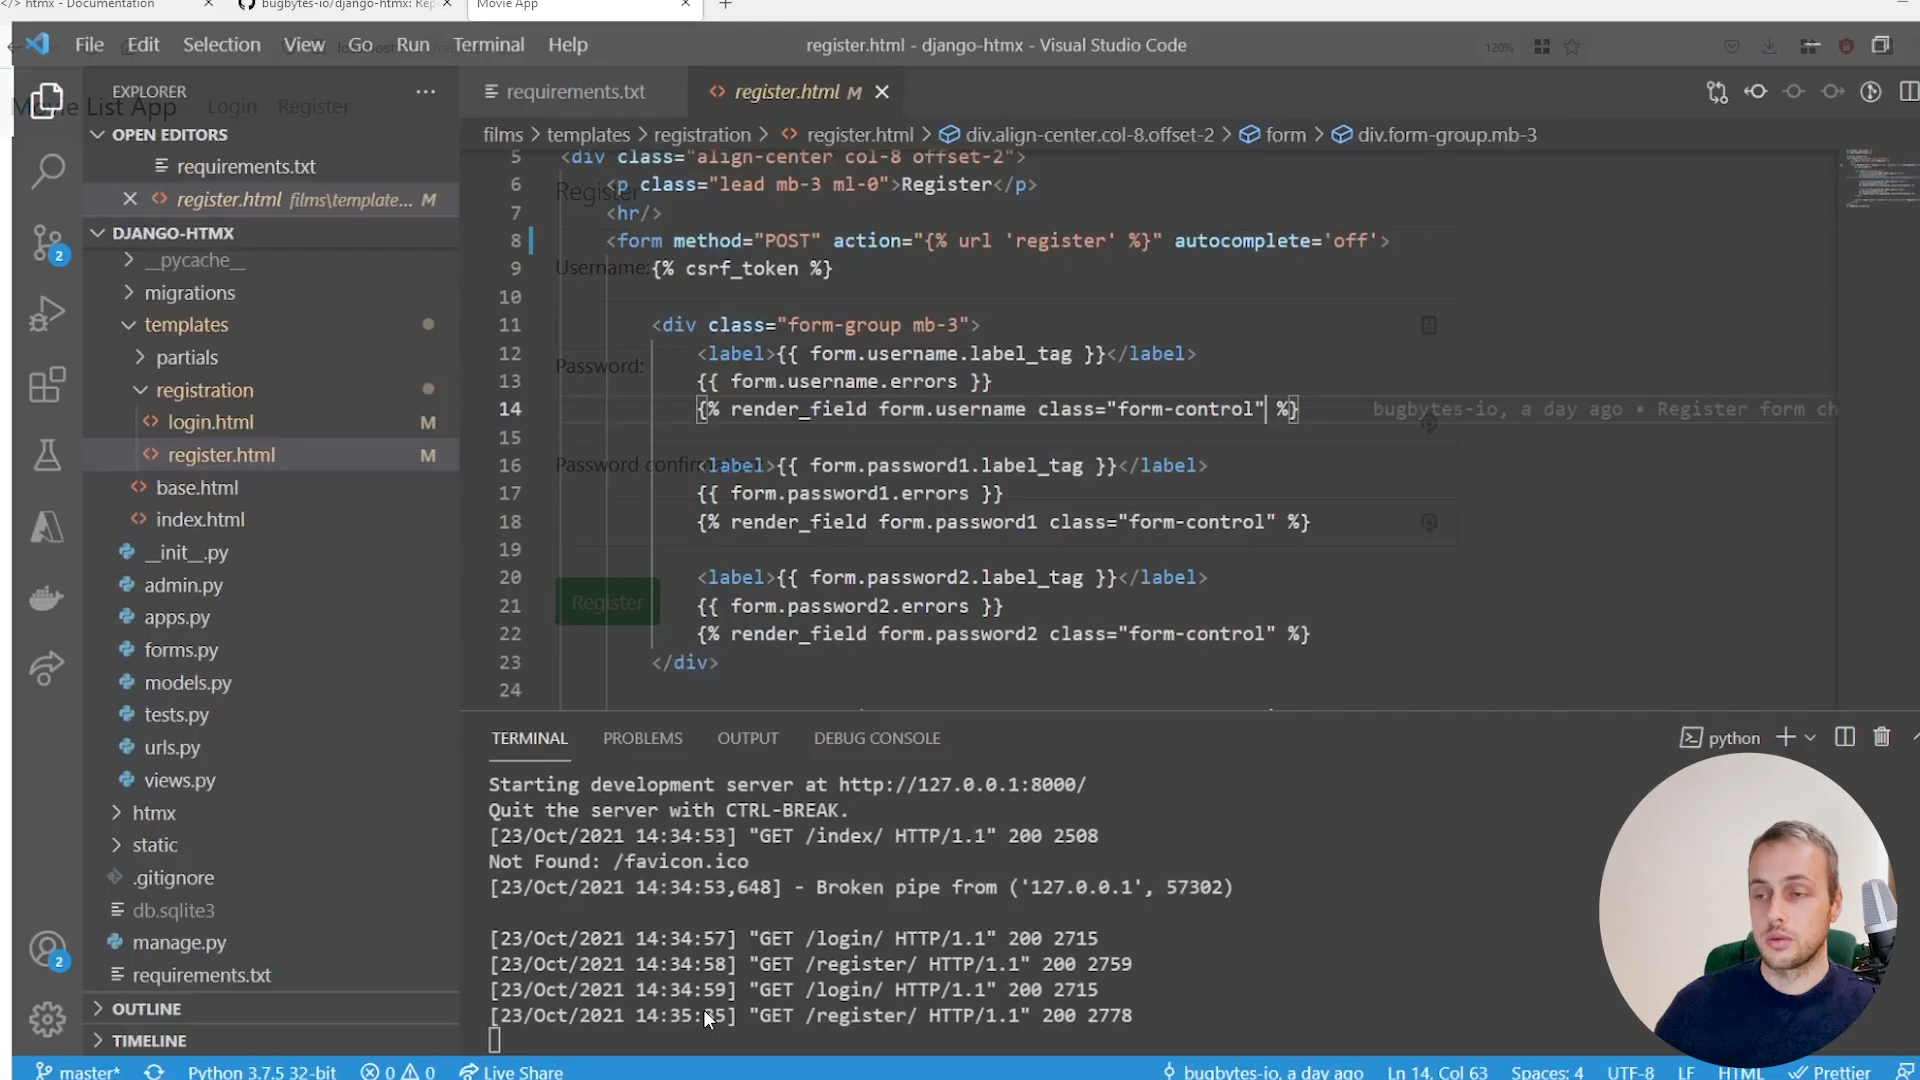 htmx - Documentation
bugbytes-io/django-htmx: Rep
Movie App
File Edit Selection View Go Run Terminal Help
register.html - django-htmx - Visual Studio Code
120%
List App Login Register
EXPLORER
requirements.txt
register.html M
OPEN EDITORS
films > templates > registration > register.html > div.align-center.col-8.offset-2 > form > div.form-group.mb-3
requirements.txt
register.html films\template... M
DJANGO-HTMX
__pycache__
migrations
templates
partials
registration
login.html M
register.html M
base.html
index.html
__init__.py
admin.py
apps.py
forms.py
models.py
tests.py
urls.py
views.py
htmx
static
.gitignore
db.sqlite3
manage.py
requirements.txt
OUTLINE
TIMELINE
2
2
5 <div class="align-center col-8 offset-2">
6 <p class="lead mb-3 ml-0">Register</p>
Register
7 <hr/>
8 <form method="POST" action="{% url 'register' %}" autocomplete='off'>
9 {% csrf_token %}
Username:
10
11 <div class="form-group mb-3">
12 <label>{{ form.username.label_tag }}</label>
Password:
13 {{ form.username.errors }}
14 {% render_field form.username class="form-control" %} bugbytes-io, a day ago • Register form ch
15
16 <label>{{ form.password1.label_tag }}</label>
Password confirm
17 {{ form.password1.errors }}
18 {% render_field form.password1 class="form-control" %}
19
20 <label>{{ form.password2.label_tag }}</label>
Register
21 {{ form.password2.errors }}
22 {% render_field form.password2 class="form-control" %}
23 </div>
24
TERMINAL PROBLEMS OUTPUT DEBUG CONSOLE
python
Starting development server at http://127.0.0.1:8000/
Quit the server with CTRL-BREAK.
[23/Oct/2021 14:34:53] "GET /index/ HTTP/1.1" 200 2508
Not Found: /favicon.ico
[23/Oct/2021 14:34:53,648] - Broken pipe from ('127.0.0.1', 57302)
[23/Oct/2021 14:34:57] "GET /login/ HTTP/1.1" 200 2715
[23/Oct/2021 14:34:58] "GET /register/ HTTP/1.1" 200 2759
[23/Oct/2021 14:34:59] "GET /login/ HTTP/1.1" 200 2715
[23/Oct/2021 "GET /register/ HTTP/1.1" 200 2778
master* Python 3.7.5 32-bit 0 0 Live Share
bugbytes-io, a day ago Ln 14, Col 63 Spaces: 4 UTF-8 LF HTML Prettier